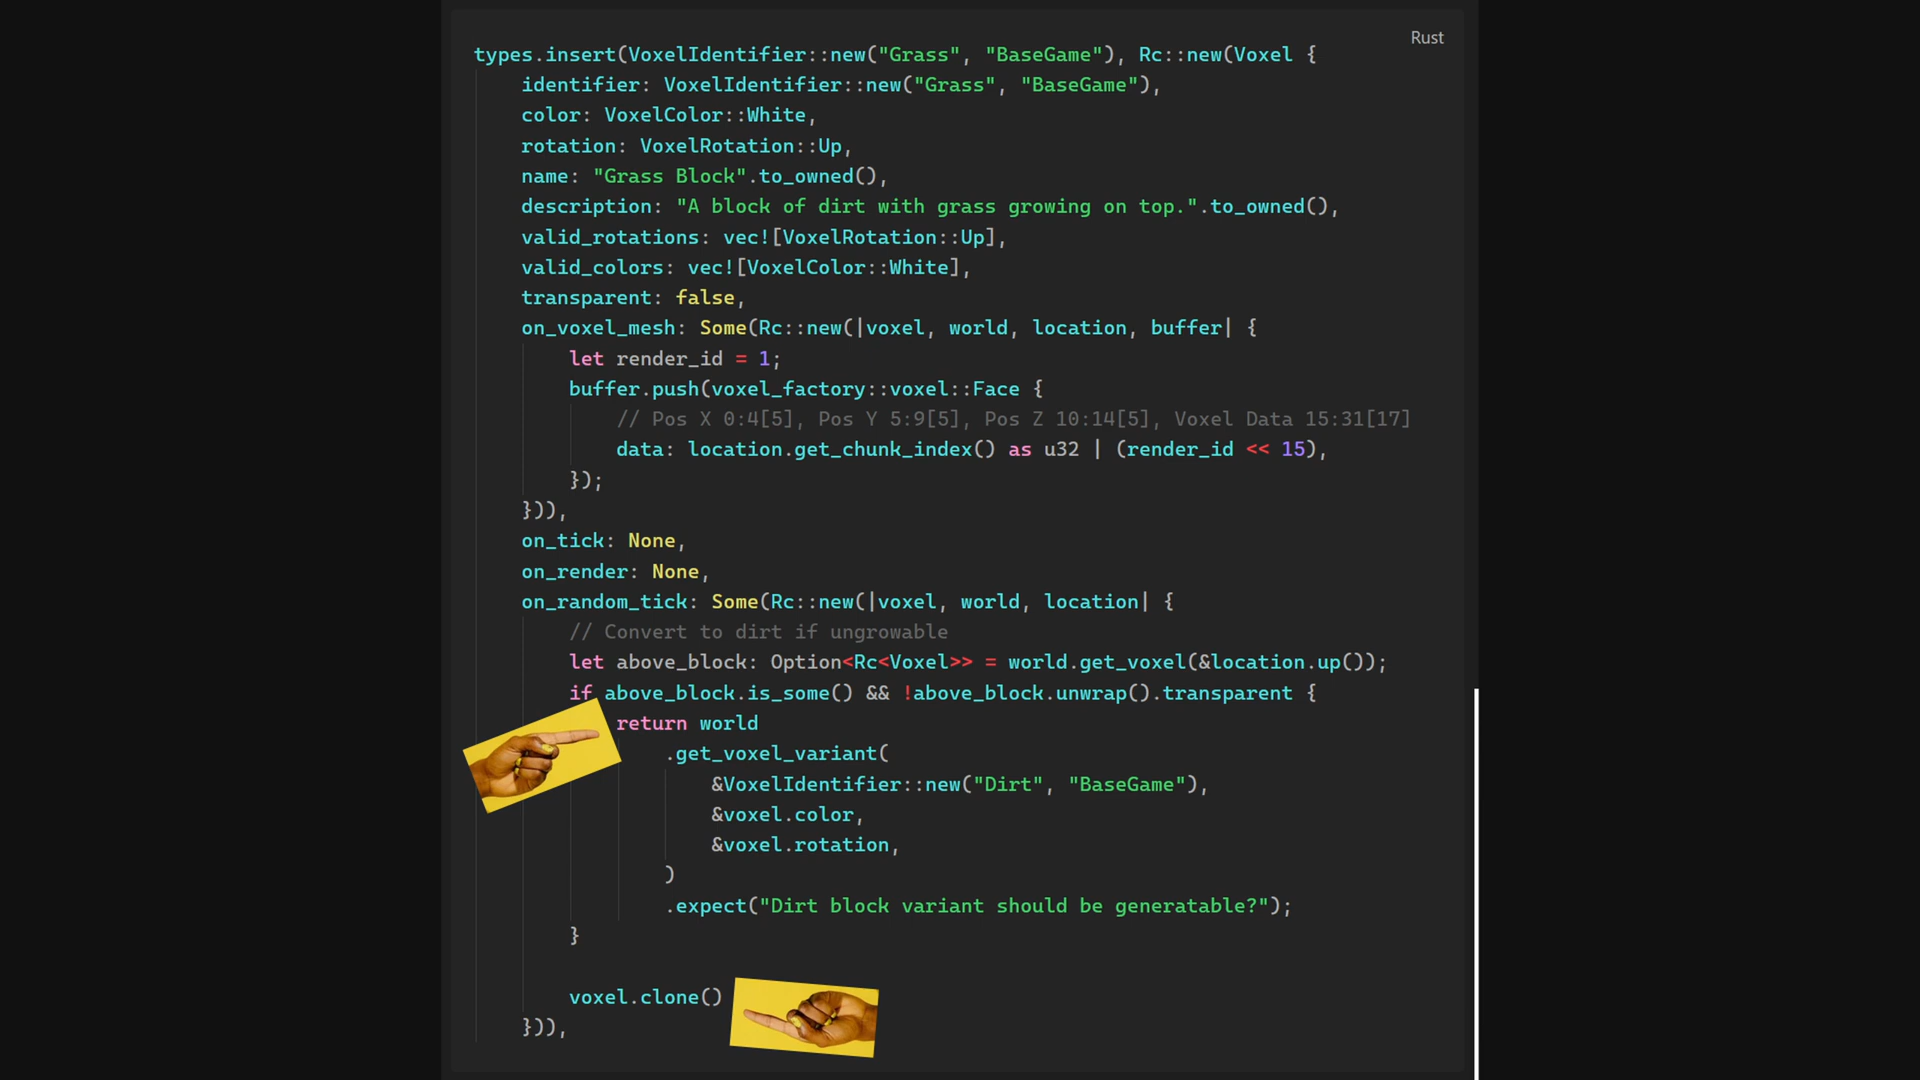 Rust
types.insert(VoxelIdentifier::new("Grass", "BaseGame"), Rc::new(Voxel {
    identifier: VoxelIdentifier::new("Grass", "BaseGame"),
    color: VoxelColor::White,
    rotation: VoxelRotation::Up,
    name: "Grass Block".to_owned(),
    description: "A block of dirt with grass growing on top.".to_owned(),
    valid_rotations: vec![VoxelRotation::Up],
    valid_colors: vec![VoxelColor::White],
    transparent: false,
    on_voxel_mesh: Some(Rc::new(|voxel, world, location, buffer| {
        let render_id = 1;
        buffer.push(voxel_factory::voxel::Face {
            // Pos X 0:4[5], Pos Y 5:9[5], Pos Z 10:14[5], Voxel Data 15:31[17]
            data: location.get_chunk_index() as u32 | (render_id << 15),
        });
    })),
    on_tick: None,
    on_render: None,
    on_random_tick: Some(Rc::new(|voxel, world, location| {
        // Convert to dirt if ungrowable
        let above_block: Option<Rc<Voxel>> = world.get_voxel(&location.up());
        if above_block.is_some() && !above_block.unwrap().transparent {
            return world
                .get_voxel_variant(
                    &VoxelIdentifier::new("Dirt", "BaseGame"),
                    &voxel.color,
                    &voxel.rotation,
                )
                .expect("Dirt block variant should be generatable?");
        }
        voxel.clone()
    })),